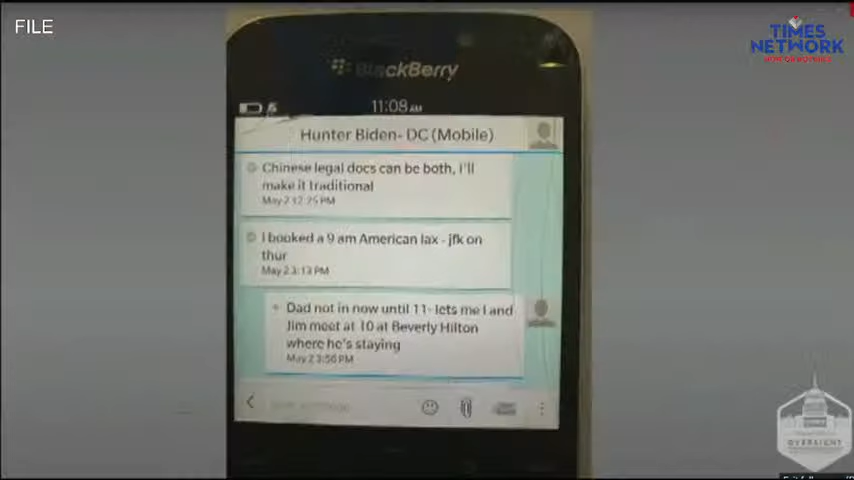 FILE
TIMES
NETWORK
BlackBerry
11:08 AM
Hunter Biden- DC (Mobile)
Chinese legal docs can be both, I'll
make it traditional
May 2 12:25 PM
I booked a 9 am American lax - jfk on
thur
May 2 3:13 PM
Dad not in now until 11- lets me I and
Jim meet at 10 at Beverly Hilton
where he's staying
May 2 3:56 PM
OVERSIGHT